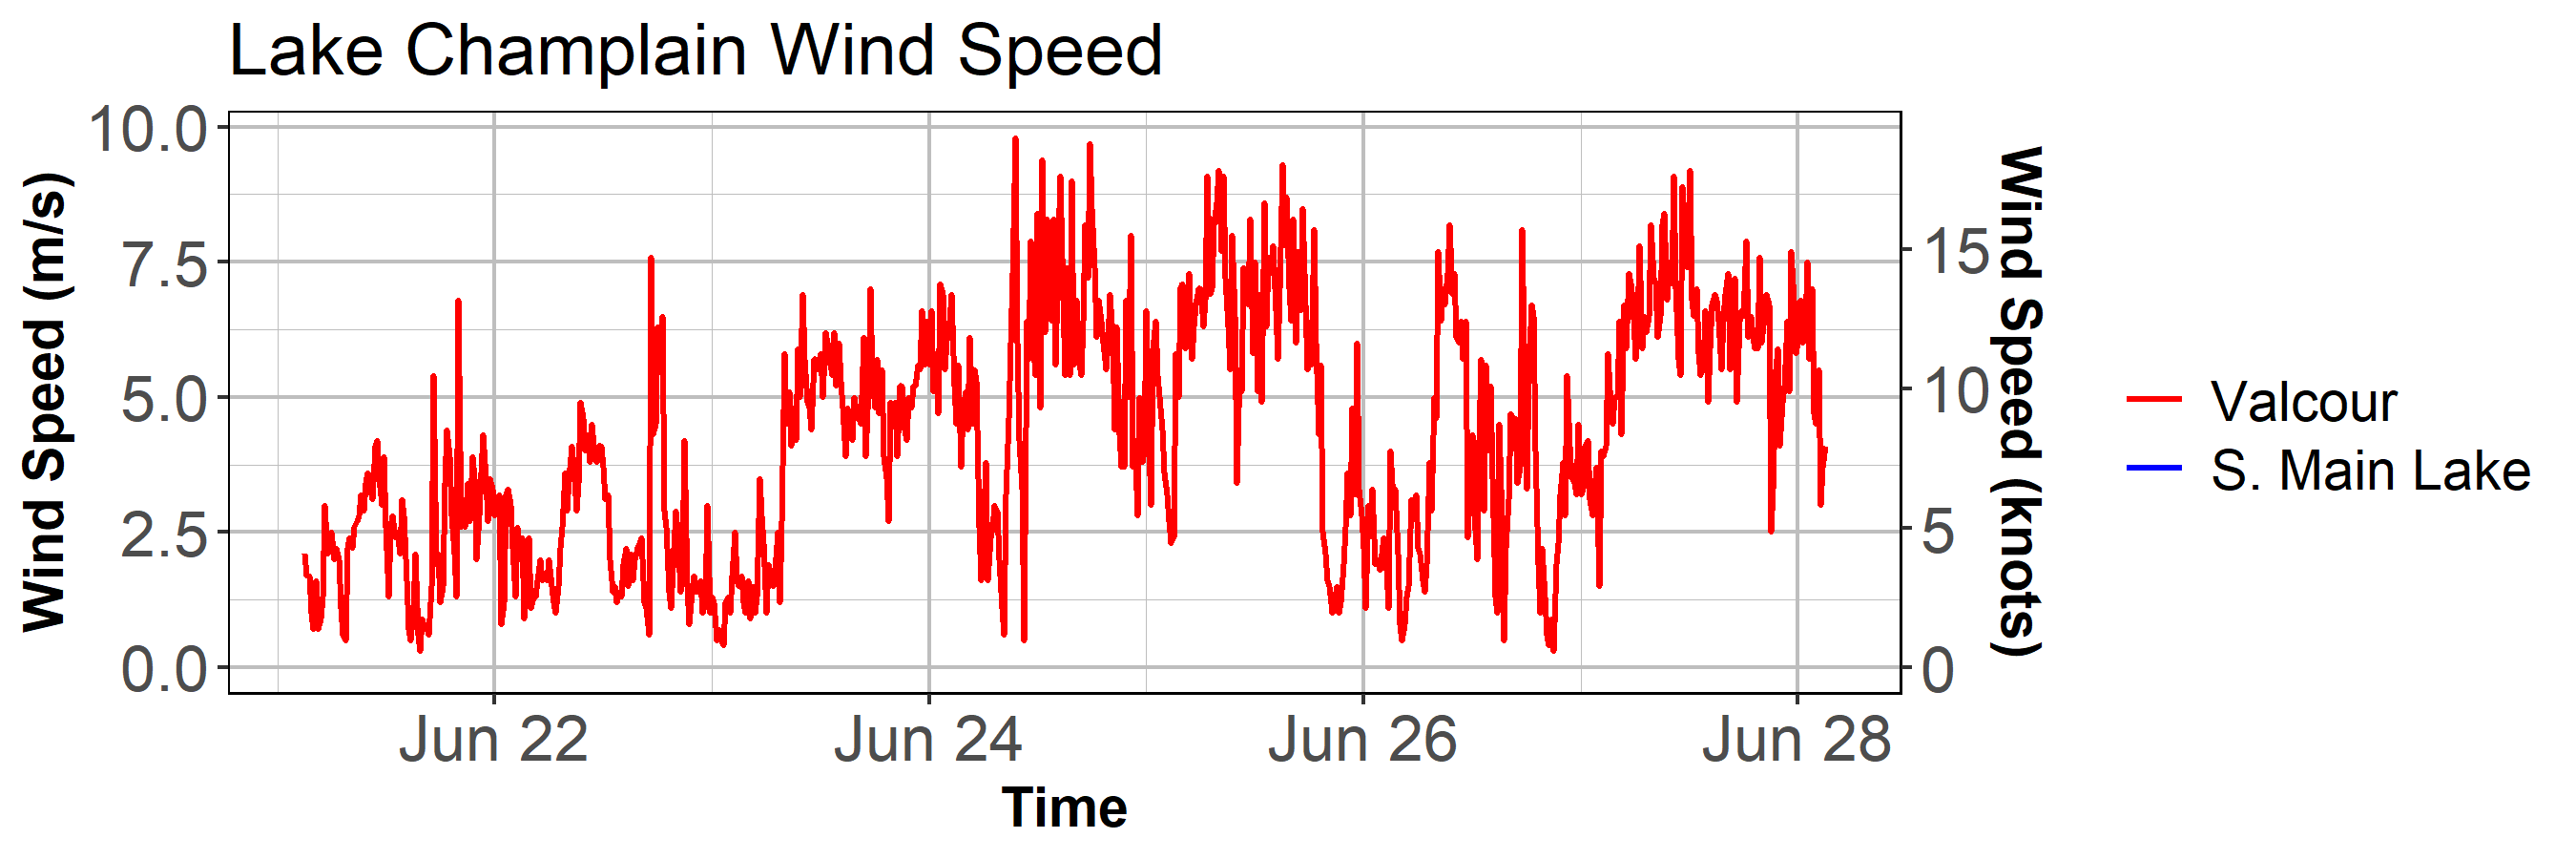 Lake Champlain Wind Speed
10.0
7.5
5.0
2.5
0.0
Wind Speed (m/s)
15
10
5
0
Wind Speed (knots)
Jun 22 Jun 24 Jun 26 Jun 28
Time
Valcour
S. Main Lake